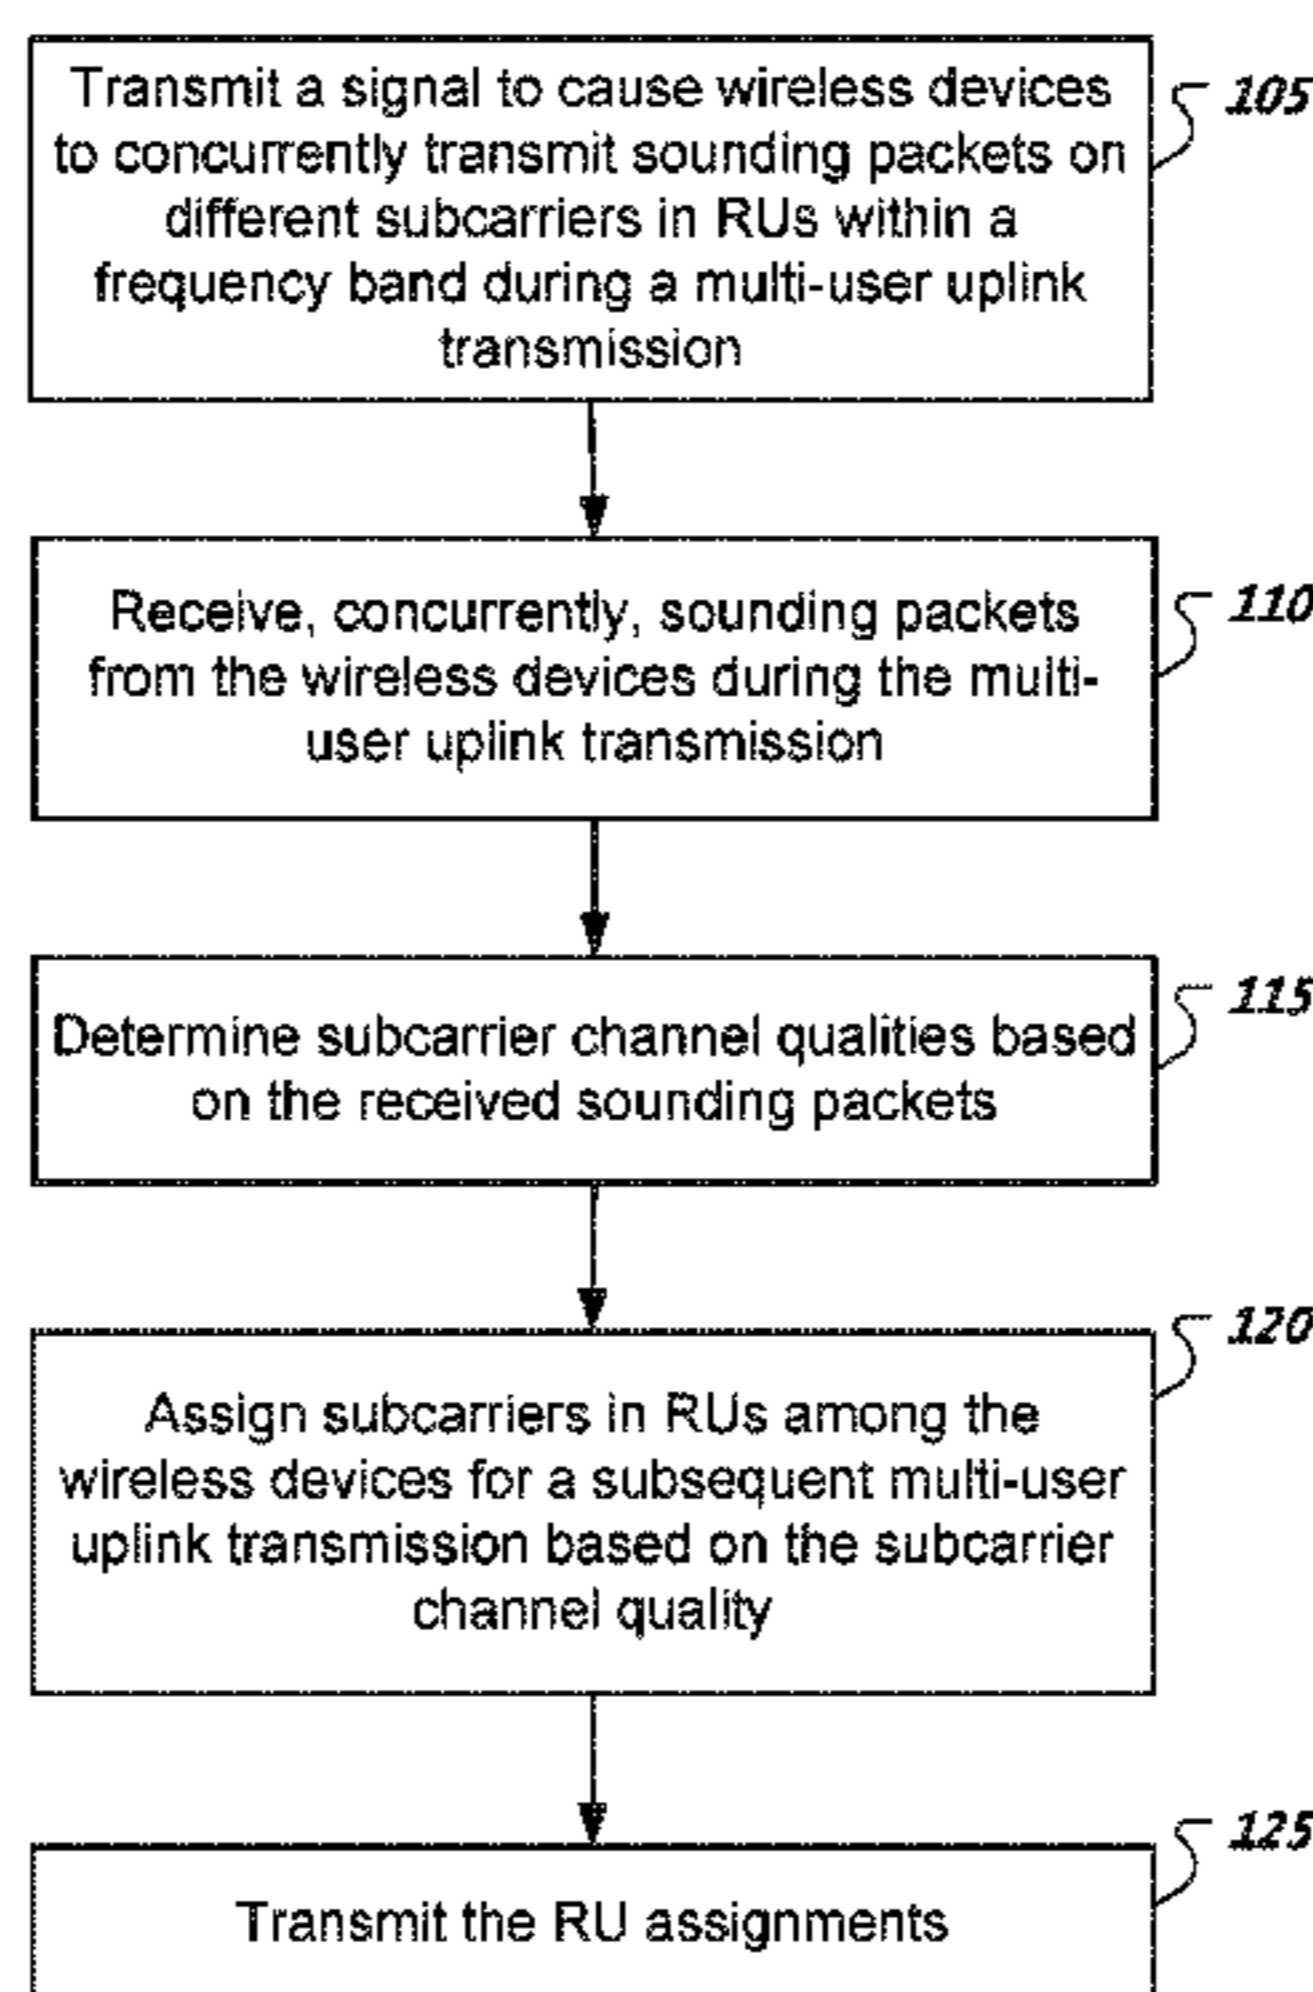 Transmit a signal to cause wireless devices
to concurrently transmit sounding packets on
different subcarriers in RUs within a
frequency band during a multi-user uplink
transmission
105
Receive, concurrently, sounding packets
from the wireless devices during the multi-
user uplink transmission
110
Determine subcarrier channel qualities based
on the received sounding packets
115
Assign subcarriers in RUs among the
wireless devices for a subsequent multi-user
uplink transmission based on the subcarrier
channel quality
120
Transmit the RU assignments
125